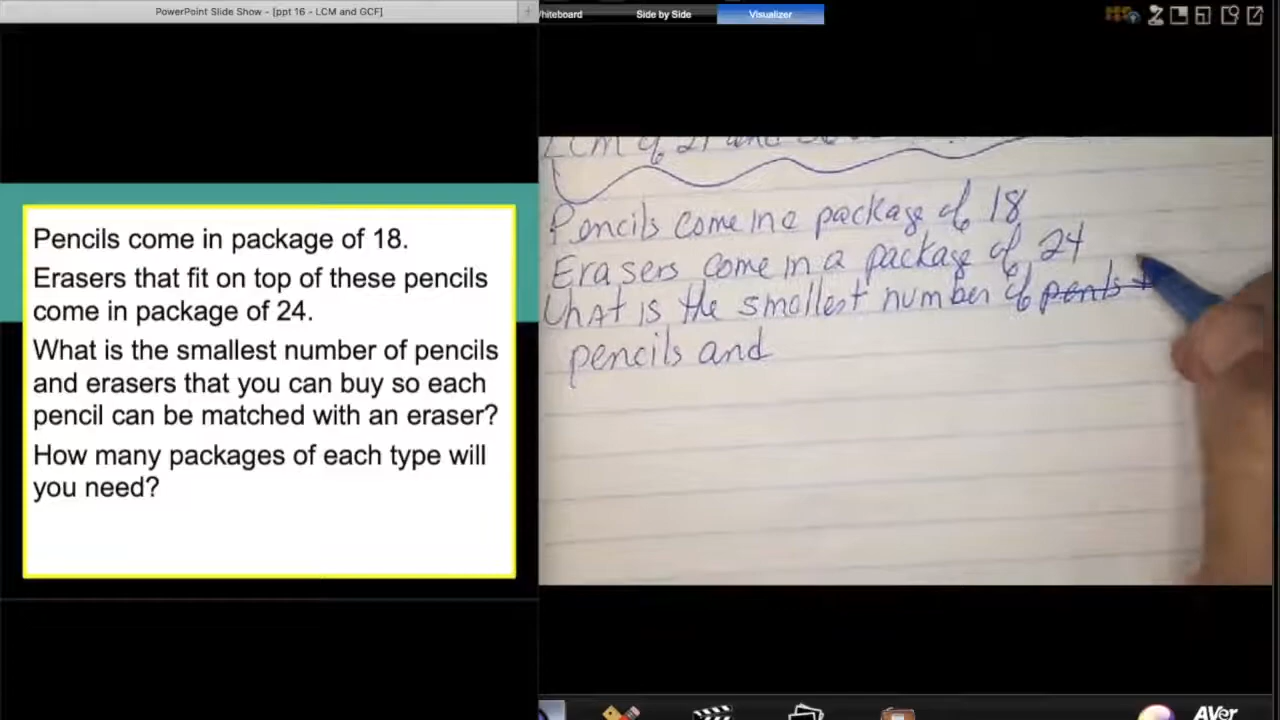 PowerPoint Slide Show - [ppt 16 - LCM and GCF]
Whiteboard
Side by Side
Visualizer
Pencils come in package of 18.
Erasers that fit on top of these pencils
come in package of 24.
What is the smallest number of pencils
and erasers that you can buy so each
pencil can be matched with an eraser?
How many packages of each type will
you need?
LCM of 21 and
Pencils come in a package of 18
Erasers come in a package of 24
What is the smallest number of
pencils and
AVer